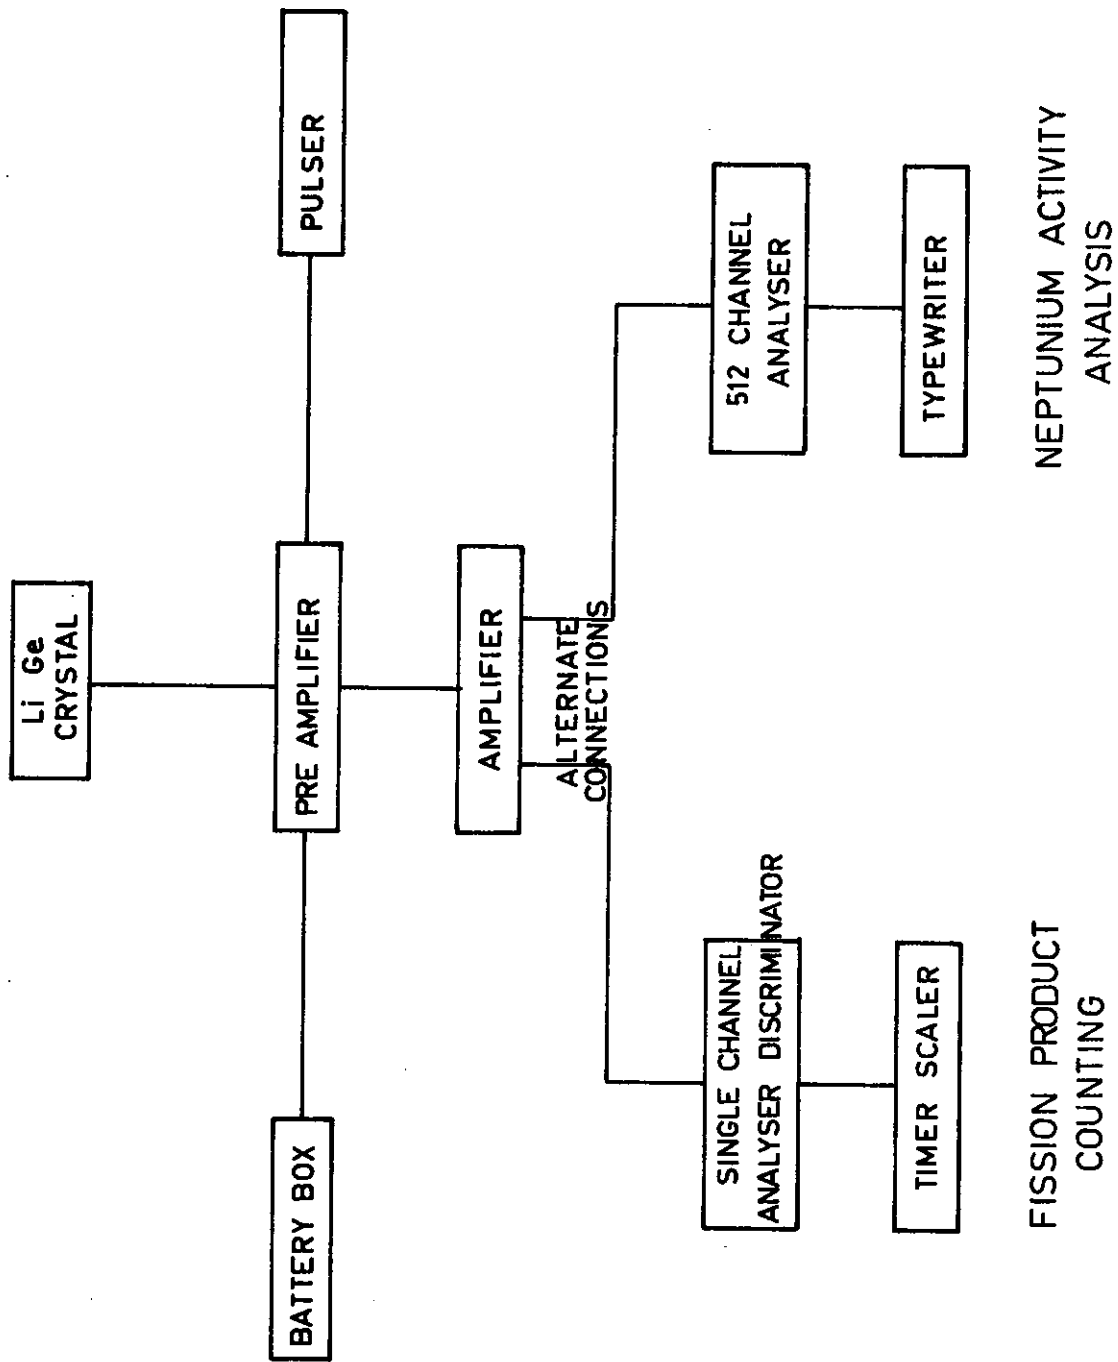 Li Ge
CRYSTAL
BATTERY BOX
PRE AMPLIFIER
PULSER
AMPLIFIER
ALTERNATE
CONNECTIONS
SINGLE CHANNEL
ANALYSER DISCRIMINATOR
TIMER SCALER
FISSION PRODUCT
COUNTING
512 CHANNEL
ANALYSER
TYPEWRITER
NEPTUNIUM ACTIVITY
ANALYSIS